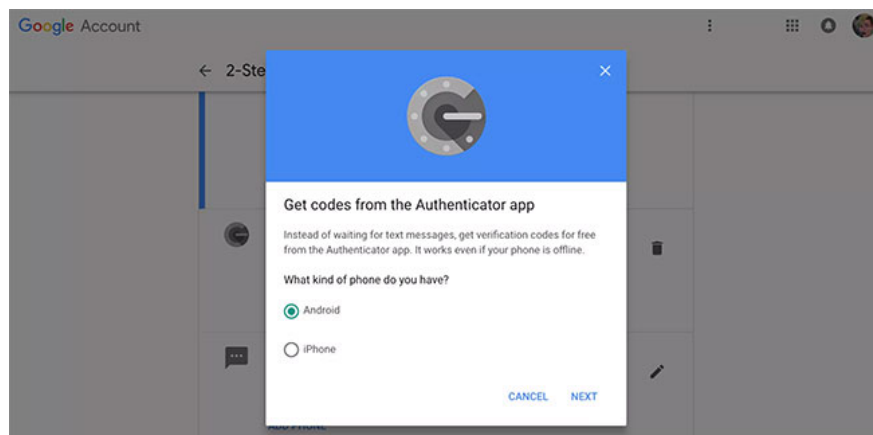 Google Account
2-Ste
Get codes from the Authenticator app
Instead of waiting for text messages, get verification codes for free
from the Authenticator app. It works even if your phone is offline.
What kind of phone do you have?
Android
iPhone
CANCEL NEXT
ADD PHONE